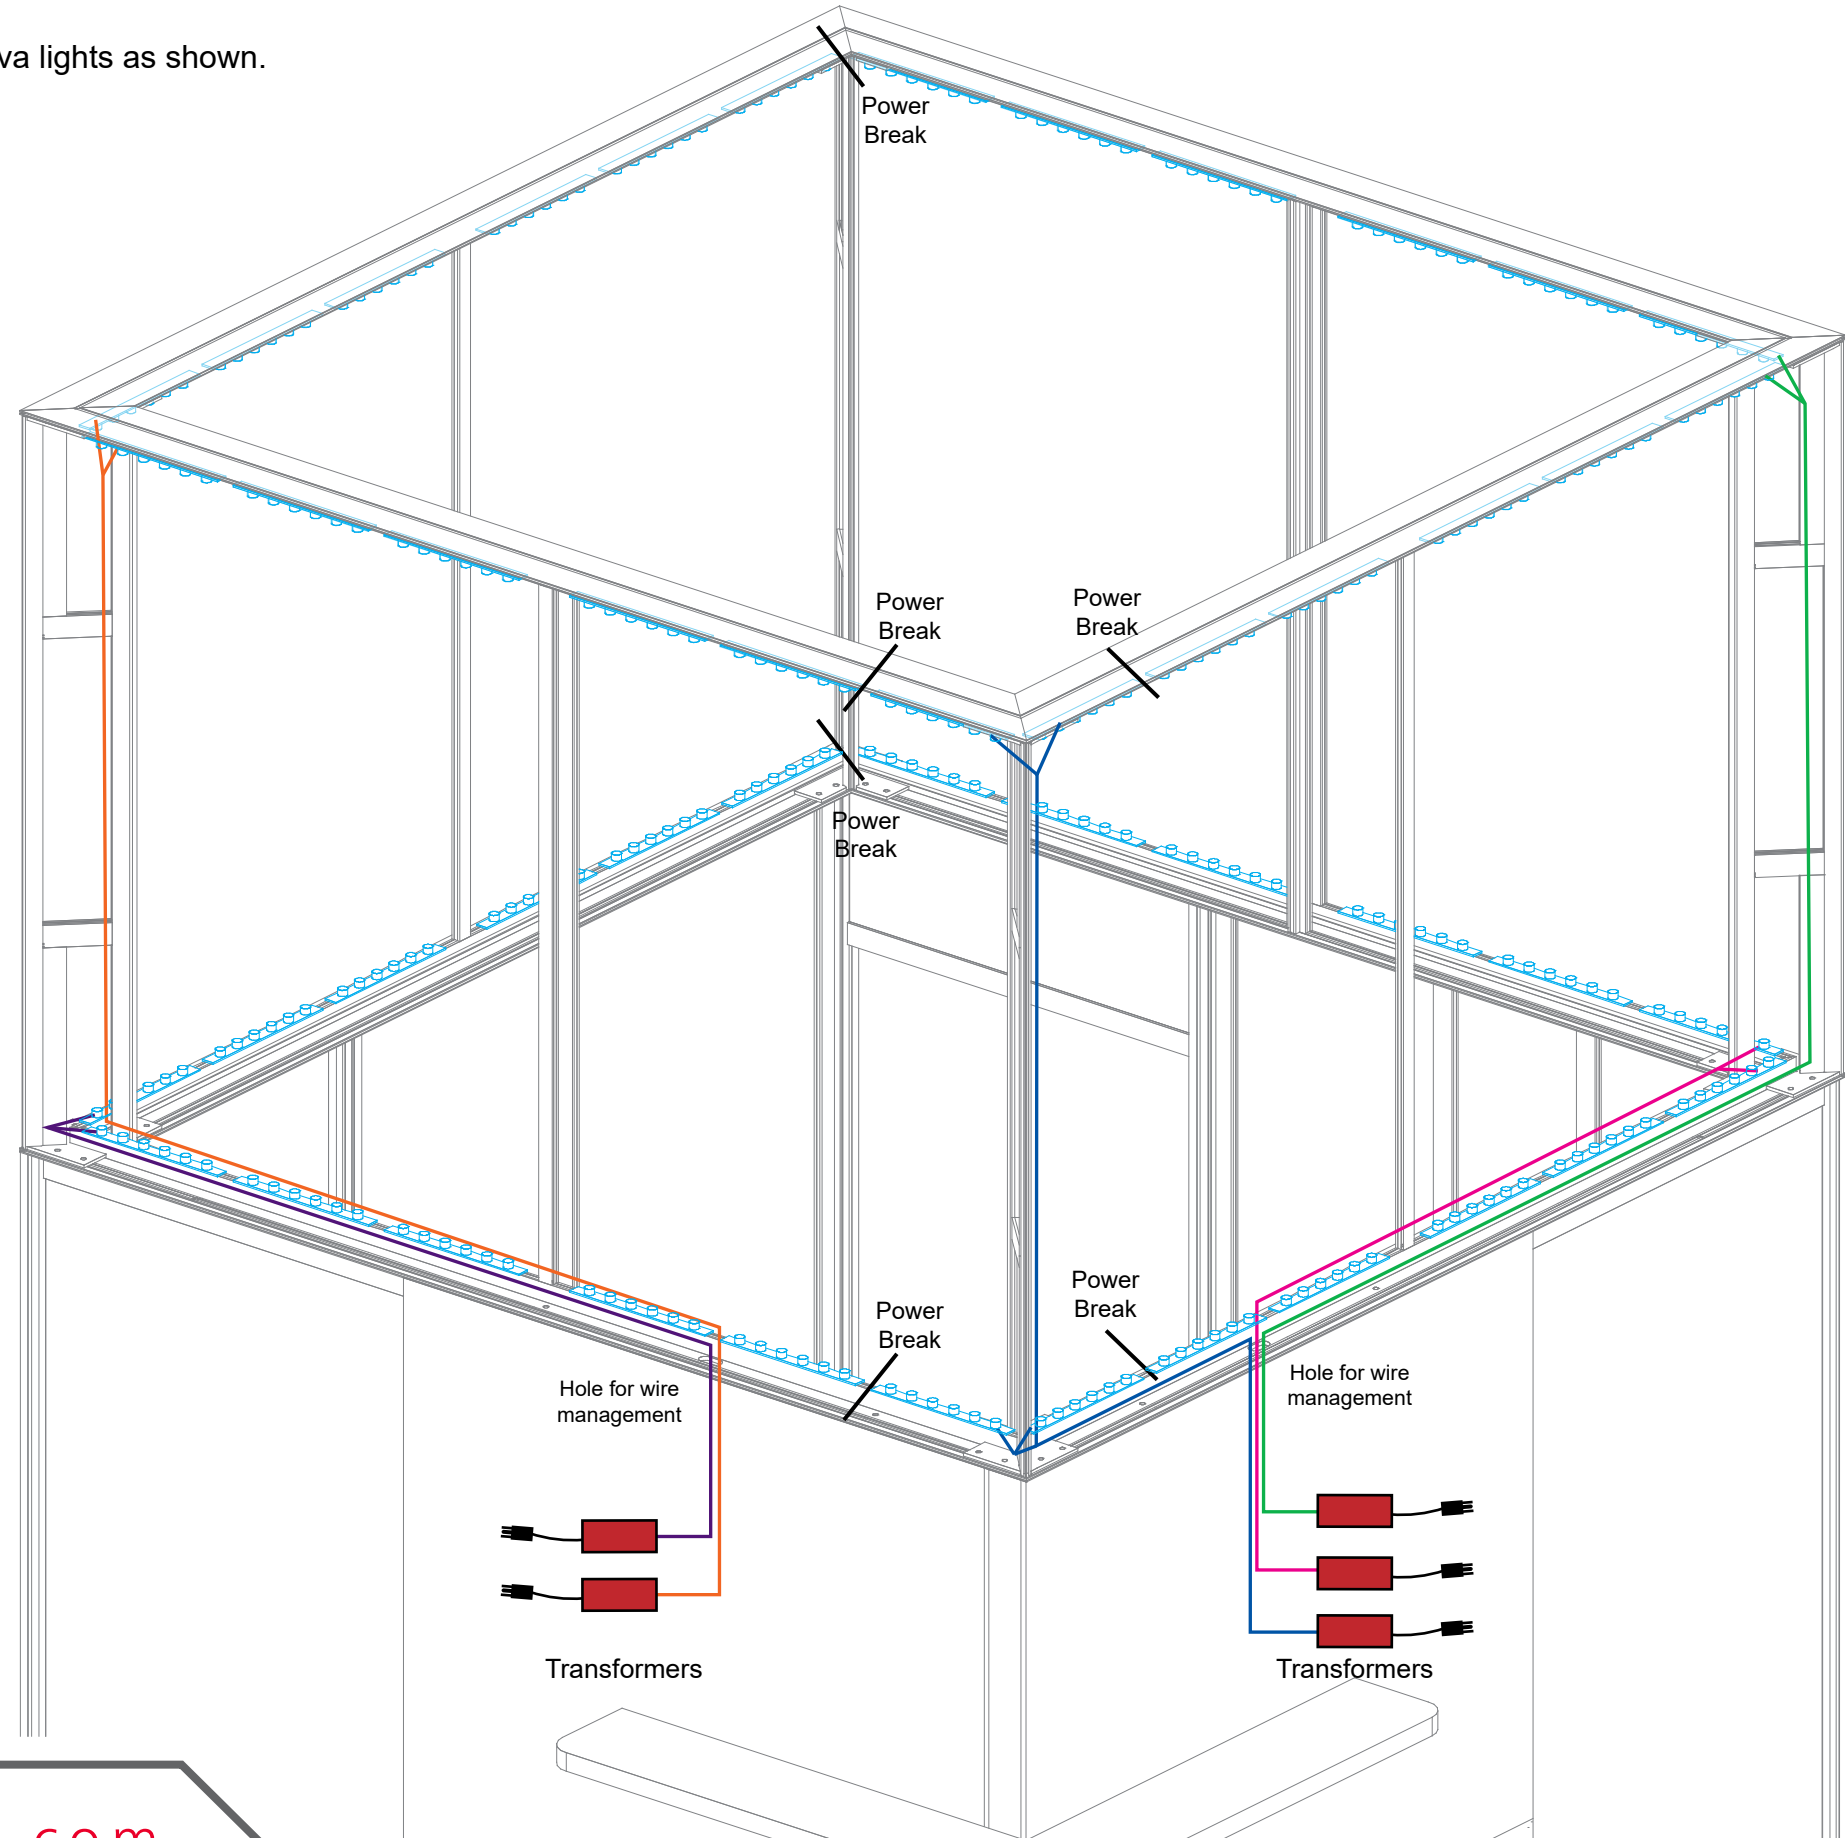 va lights as shown.
Power
Break
Power
Break
Power
Break
Power
Break
Power
Break
Power
Break
Hole for wire
management
Hole for wire
management
Transformers
Transformers
.com